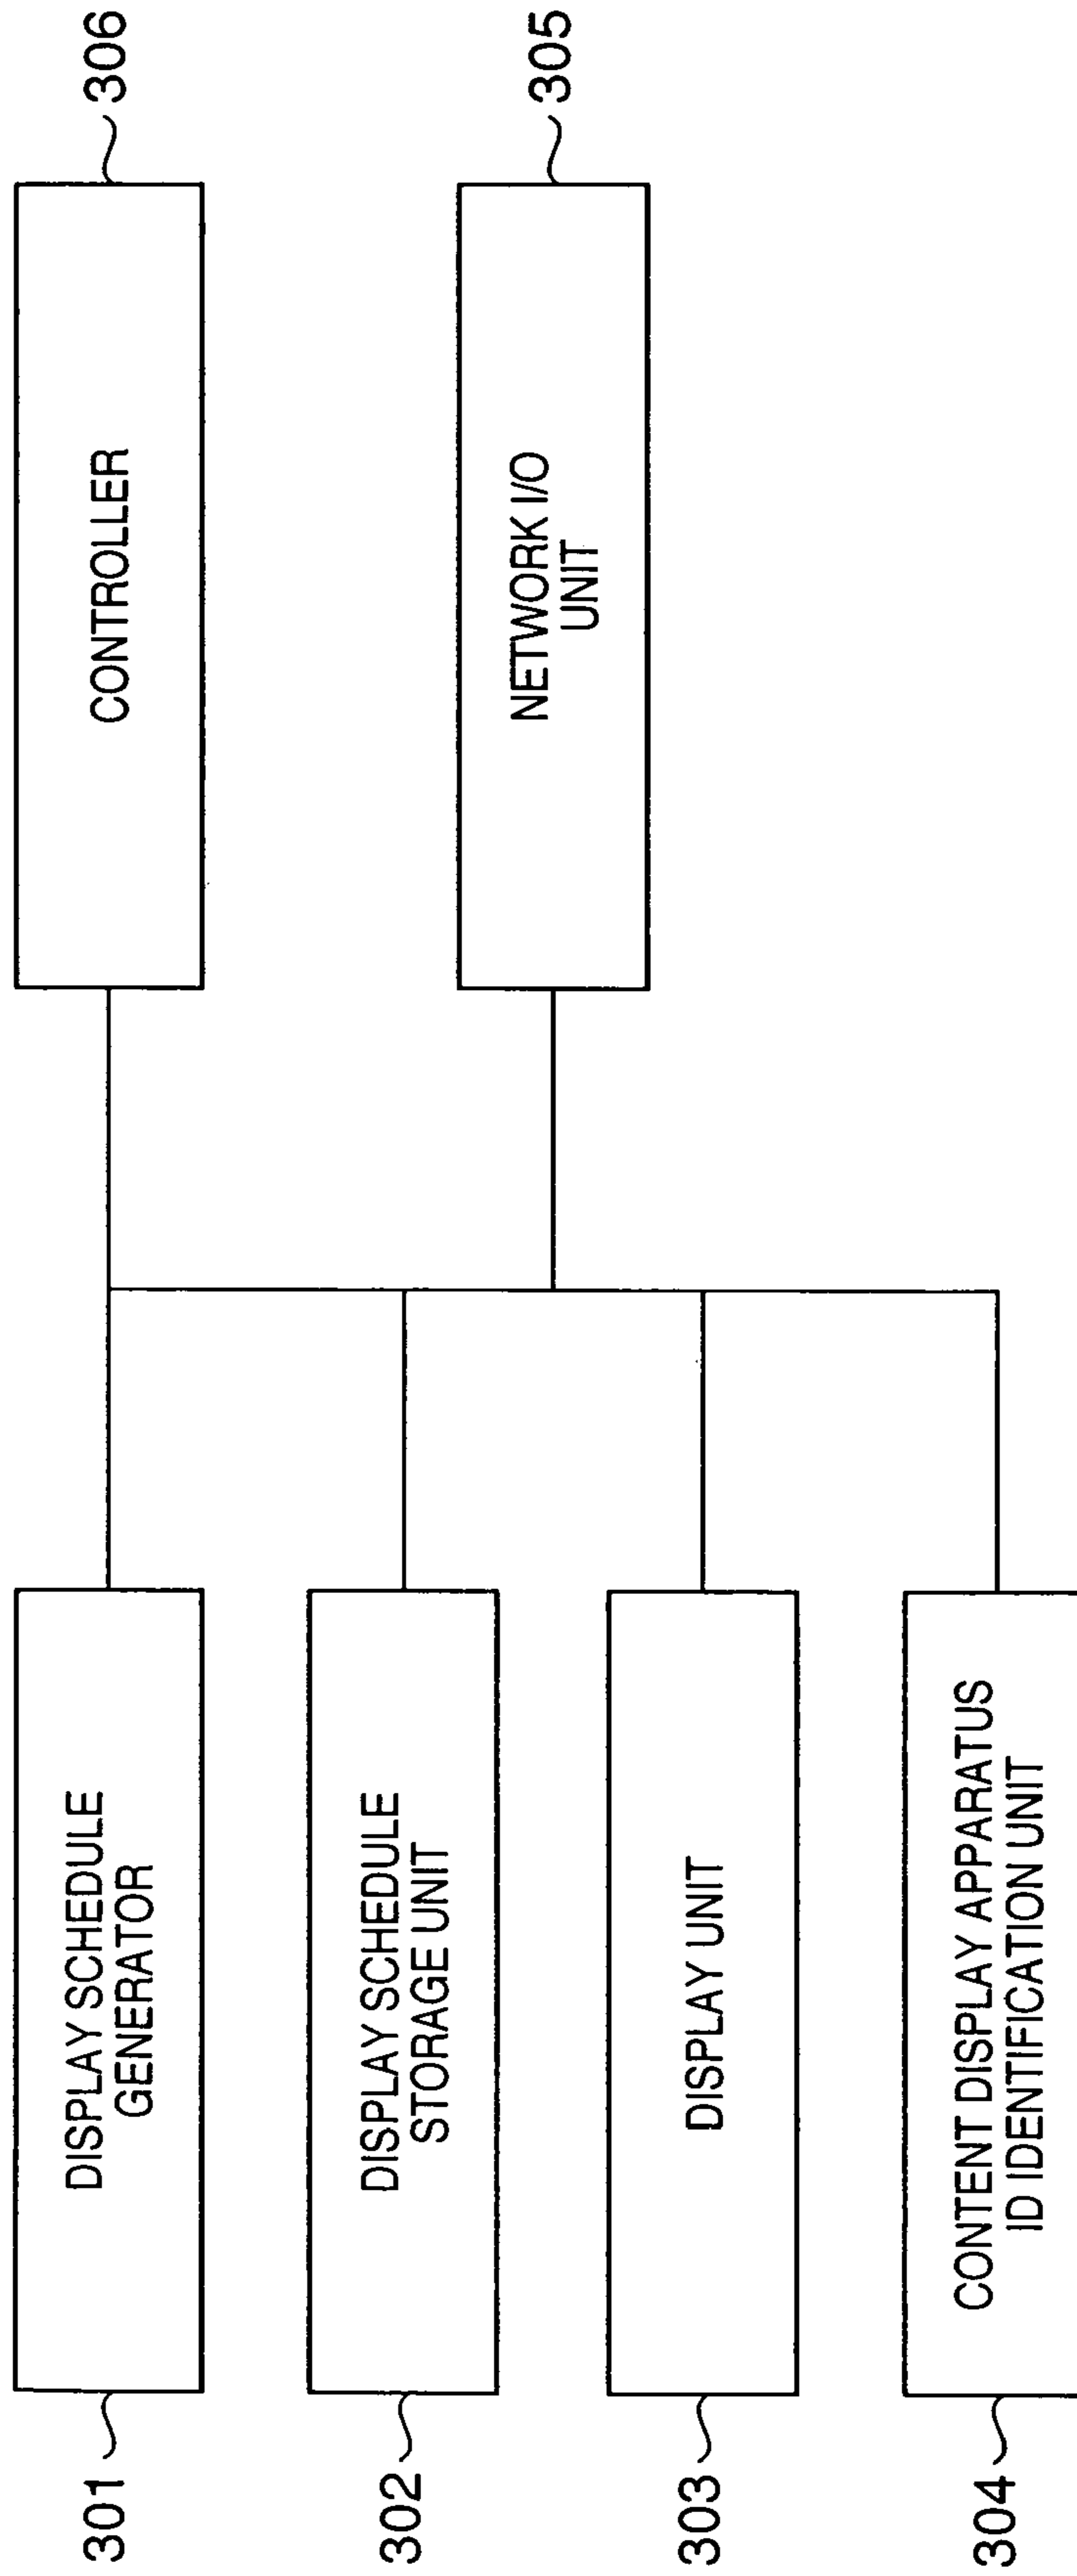 301
DISPLAY SCHEDULE
GENERATOR
302
DISPLAY SCHEDULE
STORAGE UNIT
303
DISPLAY UNIT
304
CONTENT DISPLAY APPARATUS
ID IDENTIFICATION UNIT
CONTROLLER
306
NETWORK I/O
UNIT
305